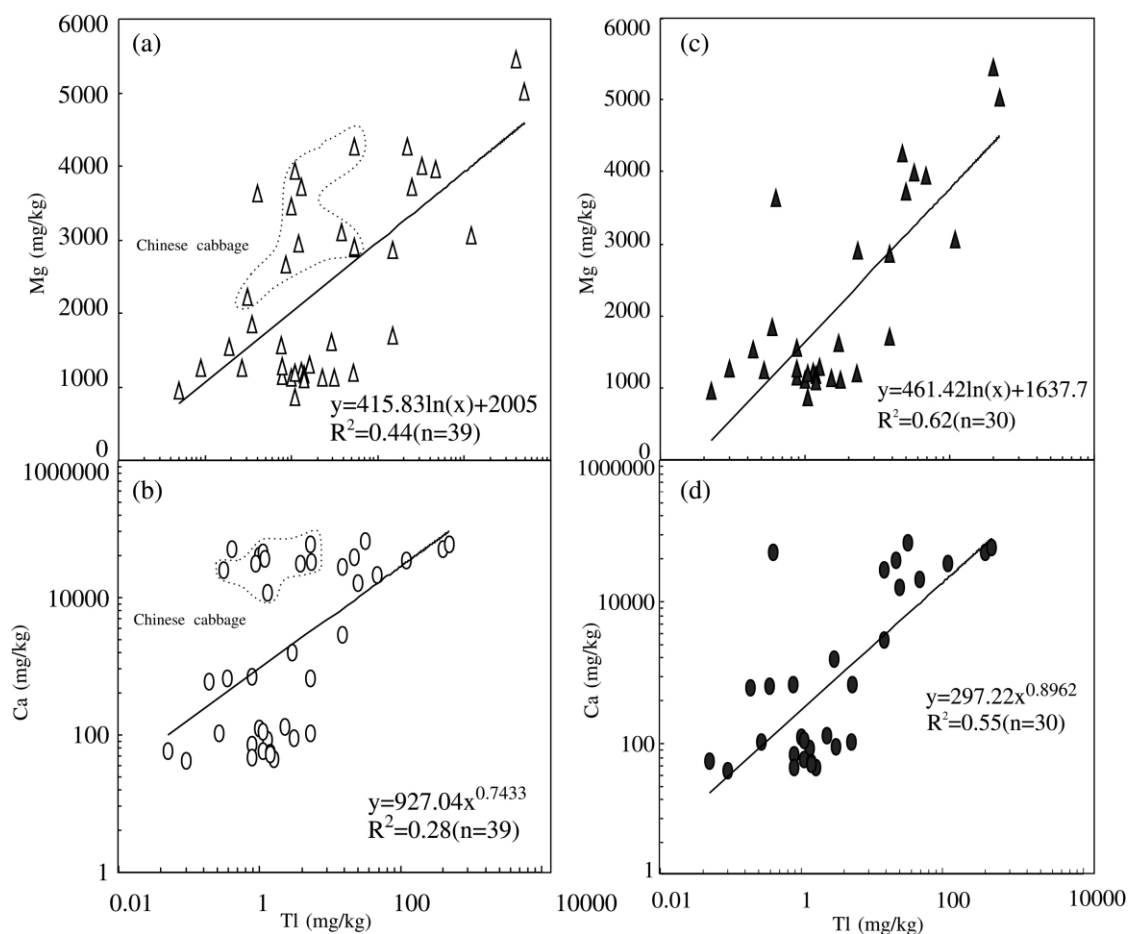 6000
5000
4000
3000
2000
1000
0
Mg (mg/kg)
(a)
Chinese cabbage
y=415.83ln(x)+2005
R²=0.44(n=39)
6000
5000
4000
3000
2000
1000
0
Mg (mg/kg)
(c)
y=461.42ln(x)+1637.7
R²=0.62(n=30)
1000000
10000
100
1
Ca (mg/kg)
(b)
Chinese cabbage
y=927.04x^0.7433
R²=0.28(n=39)
0.01 1 100 10000
Tl (mg/kg)
1000000
10000
100
1
Ca (mg/kg)
(d)
y=297.22x^0.8962
R²=0.55(n=30)
0.01 1 100 10000
Tl (mg/kg)